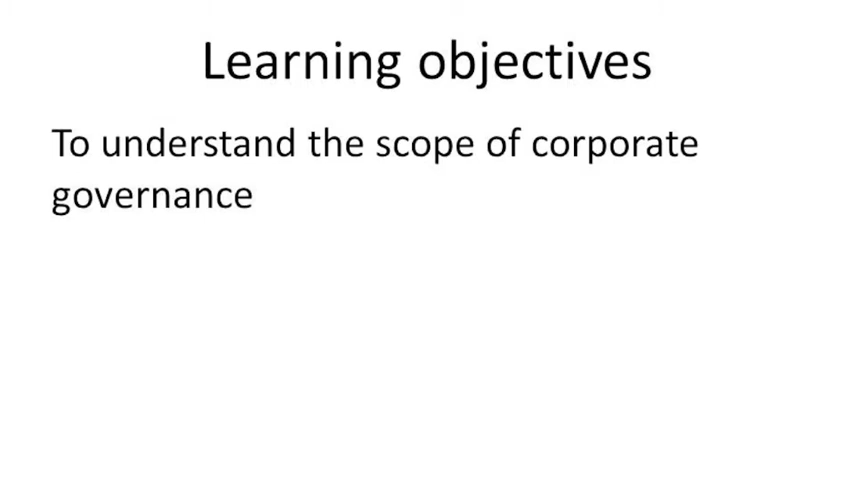 Learning objectives
To understand the scope of corporate
governance